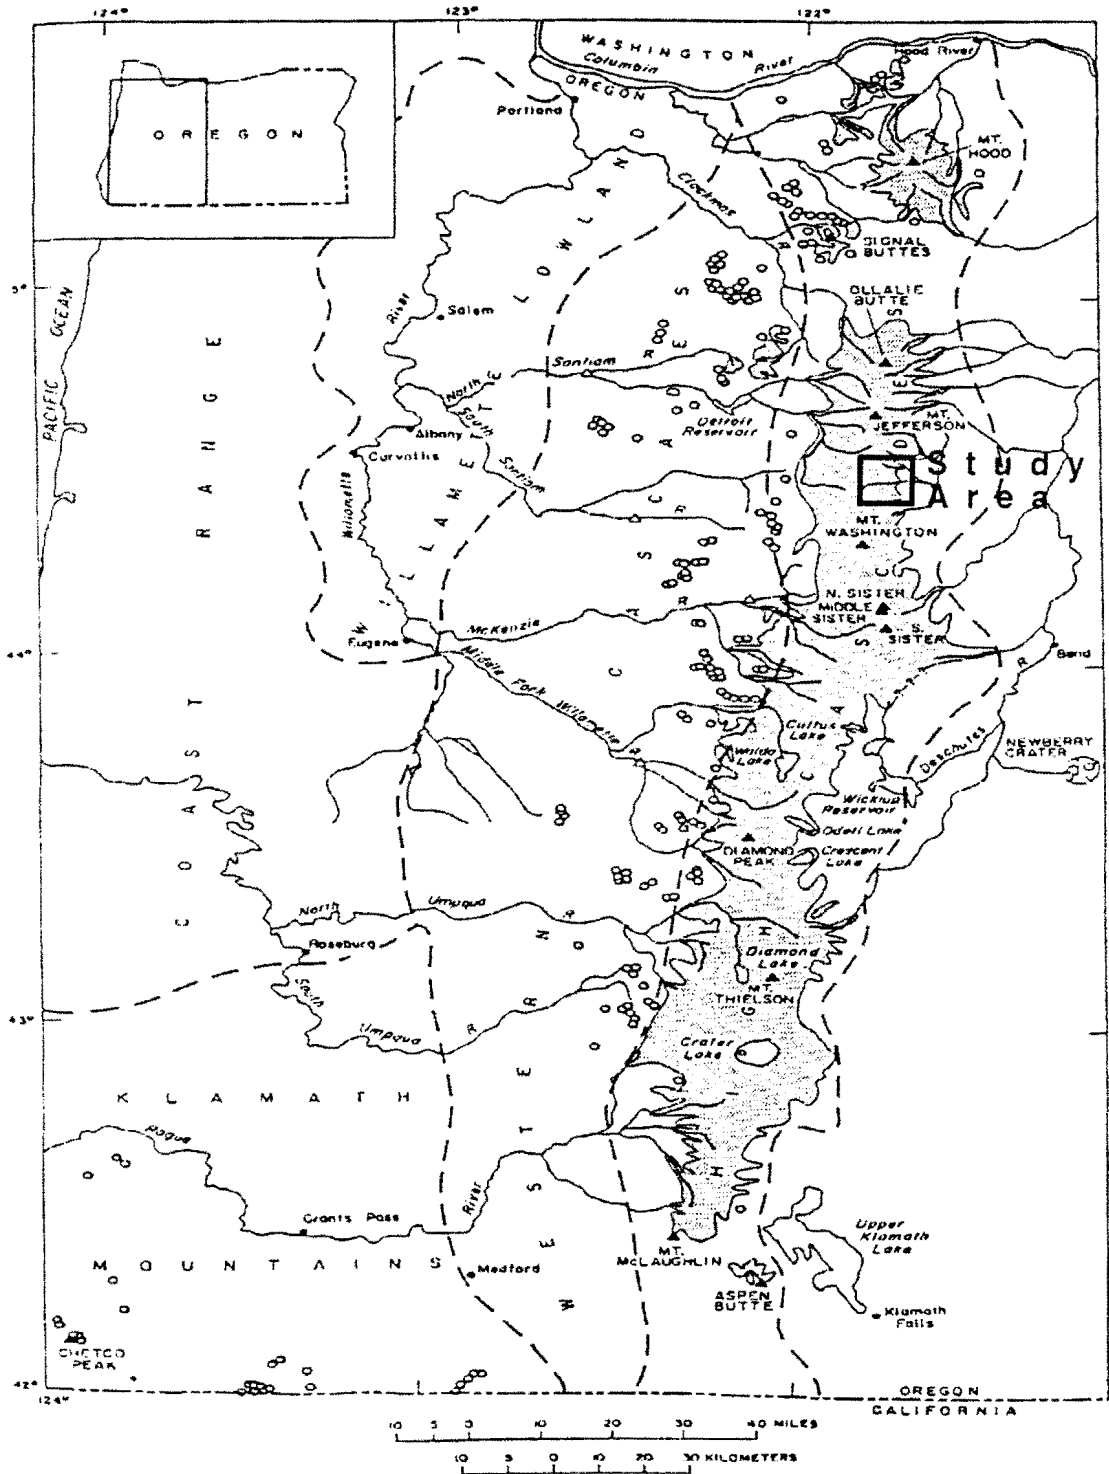 124°
123°
122°
WASHINGTON
Columbia River
OREGON
Hood River
Portland
OREGON
MT. HOOD
Clackmas R
SIGNAL BUTTES
OLLALIE BUTTE
5°
PACIFIC OCEAN
River
Salem
WILLAMETTE LOWLAND
North
Santiam R
South Santiam
Detroit Reservoir
MT. JEFFERSON
Albany
Corvallis
Willamette
Study Area
MT. WASHINGTON
N. SISTER
MIDDLE SISTER
S. SISTER
McKenzie R
Eugene
44°
Bend
Middle Fork Willamette R
Cultus Lake
Waldo Lake
Deschutes R
NEWBERRY CRATER
Wickiup Reservoir
Odell Lake
Crescent Lake
DIAMOND PEAK
COAST RANGE
WESTERN CASCADES
HIGH CASCADES
North Umpqua R
Roseburg
South Umpqua R
Diamond Lake
MT. THIELSON
43°
Crater Lake
KLAMATH MOUNTAINS
Rogue River
Grants Pass
Medford
MT. McLAUGHLIN
Upper Klamath Lake
ASPEN BUTTE
Klamath Falls
CHETCO PEAK
42°
124°
OREGON
CALIFORNIA
10 5 0 10 20 30 40 MILES
10 5 0 10 20 30 KILOMETERS